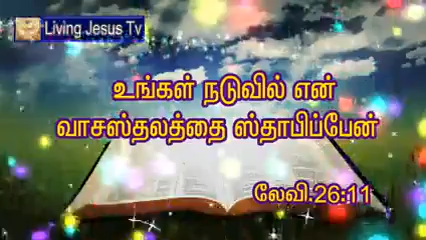 Living Jesus Tv
உங்கள் நடுவில் என்
வாசஸ்தலத்தை ஸ்தாபிப்பேன்
லேவி.26:11